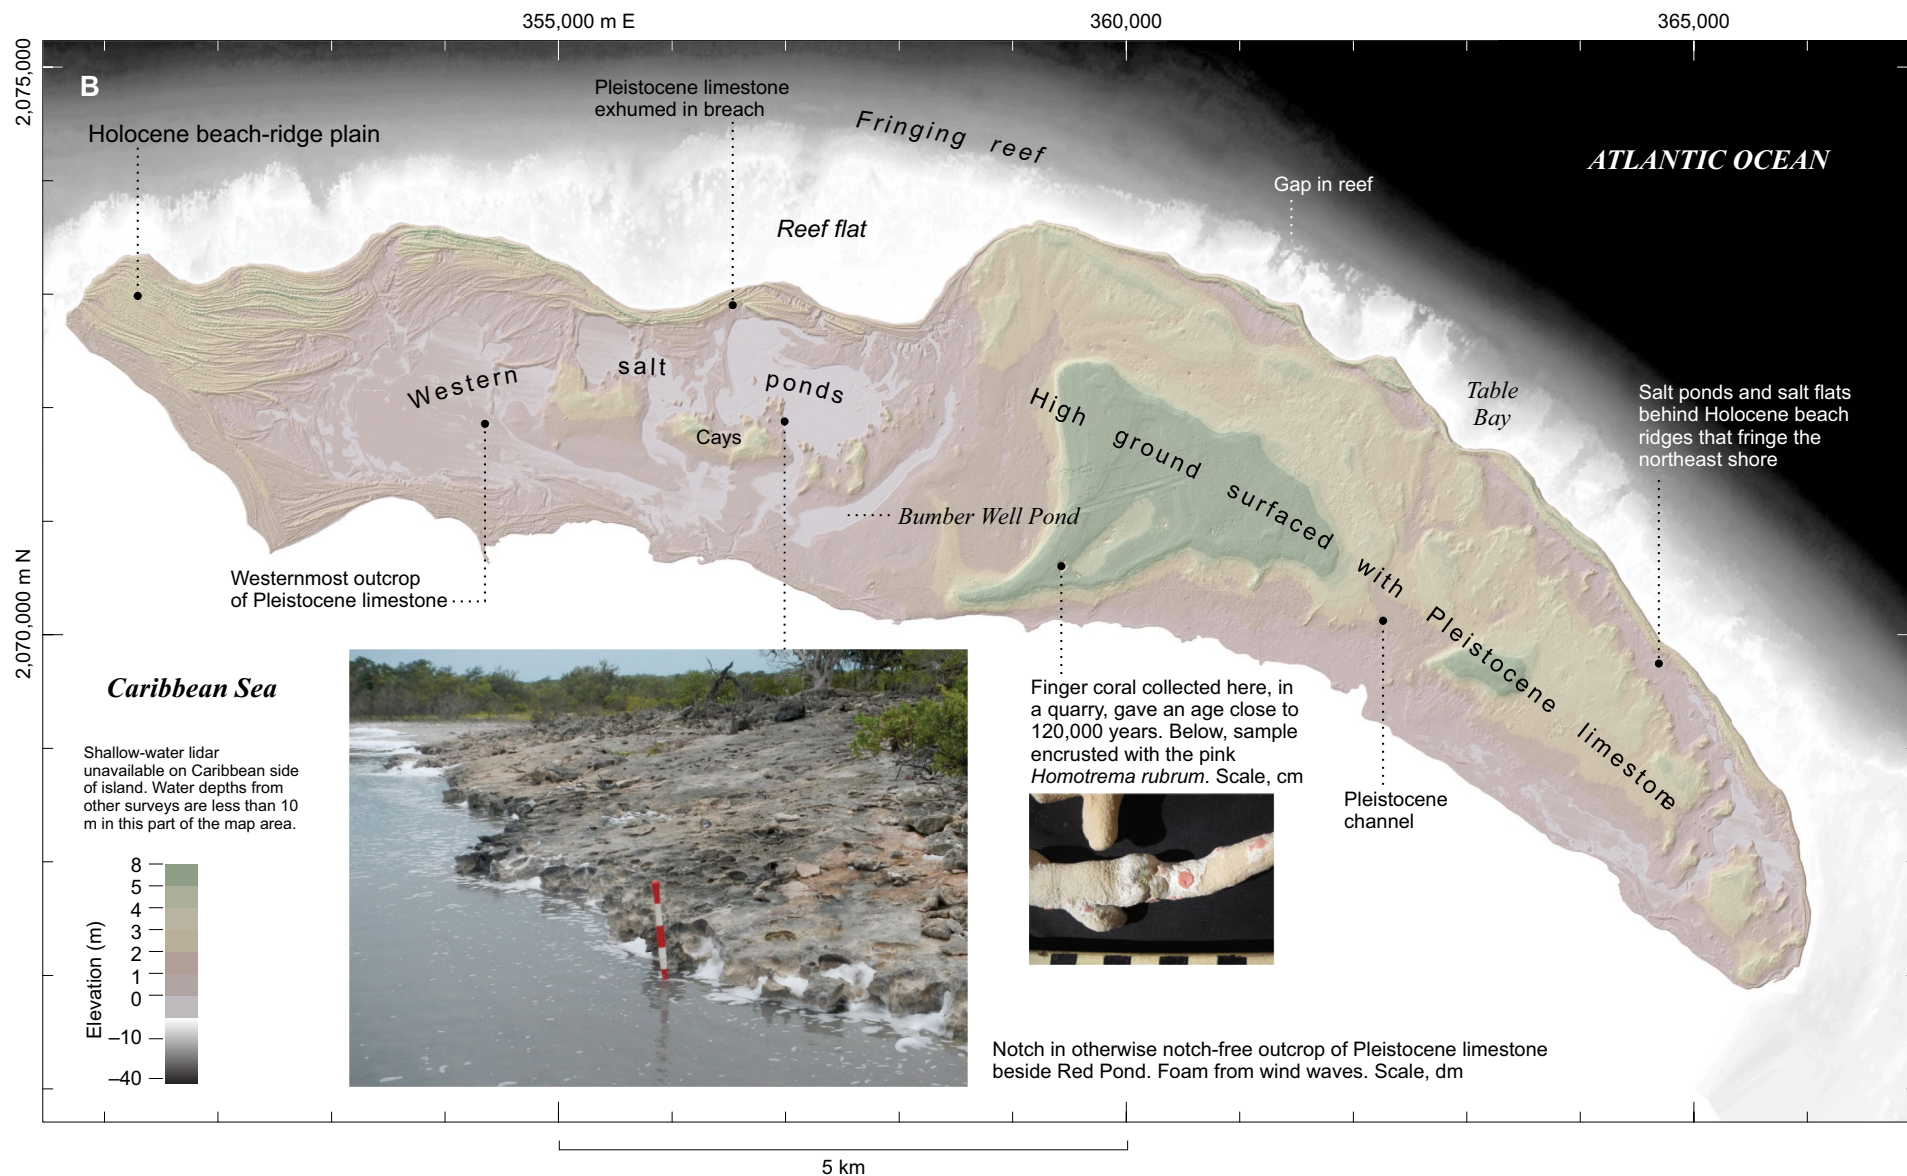 355,000 m E
360,000
365,000
2,075,000
B
Pleistocene limestone
exhumed in breach
Holocene beach-ridge plain
Fringing reef
ATLANTIC OCEAN
Gap in reef
Reef flat
Western salt ponds
Cays
High ground surfaced with Pleistocene limestone
Table
Bay
Salt ponds and salt flats
behind Holocene beach
ridges that fringe the
northeast shore
Bumber Well Pond
2,070,000 m N
Westernmost outcrop
of Pleistocene limestone
Caribbean Sea
Finger coral collected here, in
a quarry, gave an age close to
120,000 years. Below, sample
encrusted with the pink
Homotrema rubrum. Scale, cm
Pleistocene
channel
Shallow-water lidar
unavailable on Caribbean side
of island. Water depths from
other surveys are less than 10
m in this part of the map area.
Elevation (m)
8
5
4
3
2
1
0
–10
–40
Notch in otherwise notch-free outcrop of Pleistocene limestone
beside Red Pond. Foam from wind waves. Scale, dm
5 km